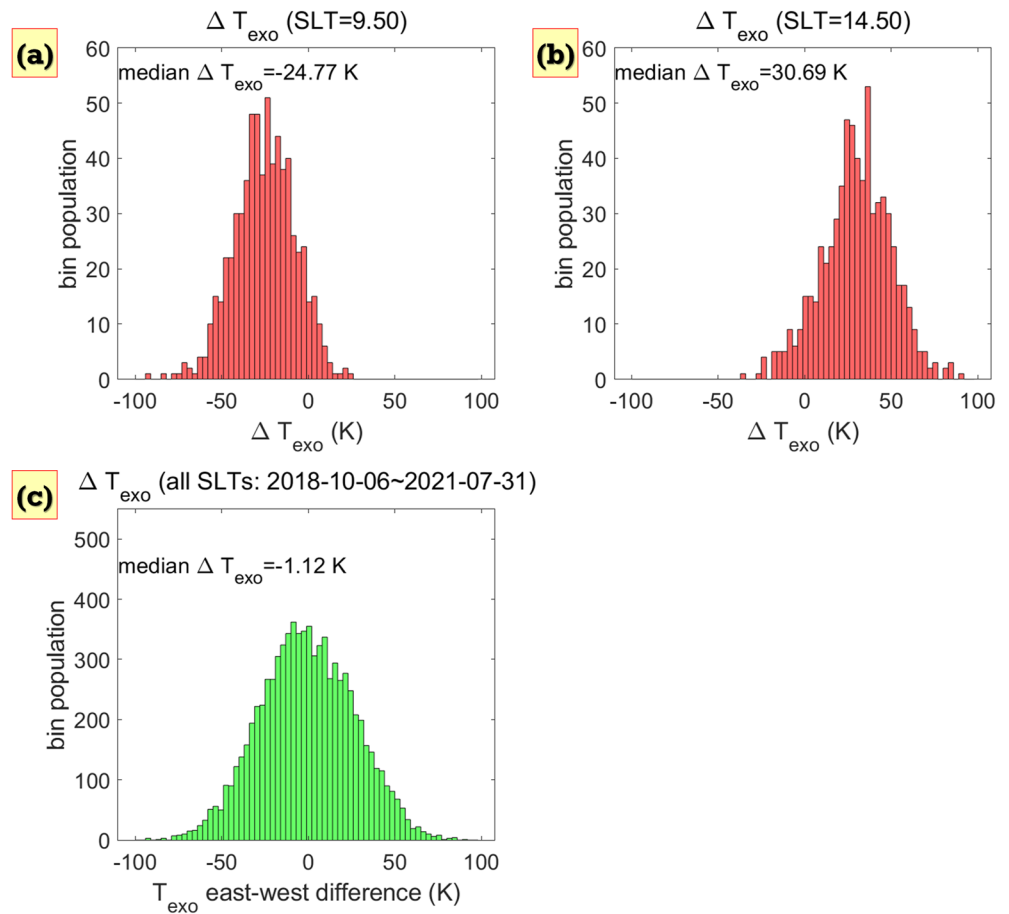 (a)
Δ Texo (SLT=9.50)
median Δ Texo=-24.77 K
bin population
60
50
40
30
20
10
0
-100 -50 0 50 100
Δ Texo (K)
(b)
Δ Texo (SLT=14.50)
median Δ Texo=30.69 K
bin population
60
50
40
30
20
10
0
-100 -50 0 50 100
Δ Texo (K)
(c)
Δ Texo (all SLTs: 2018-10-06~2021-07-31)
median Δ Texo=-1.12 K
bin population
500
400
300
200
100
0
-100 -50 0 50 100
Texo east-west difference (K)